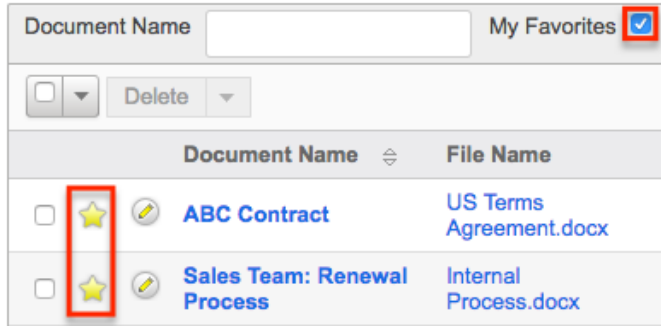 Document Name My Favorites
Delete
Document Name File Name
ABC Contract US Terms
Agreement.docx
Sales Team: Renewal Internal
Process Process.docx